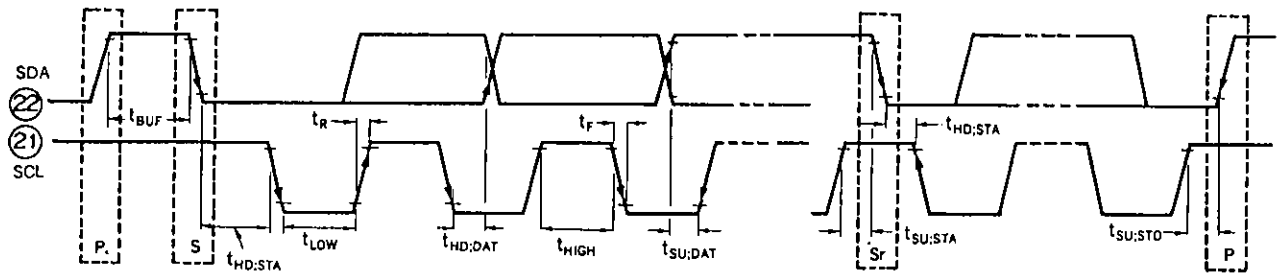 SDA
22
tBUF
tR
tF
tHD;STA
21
SCL
P.
S
tHD;STA
tLOW
tHD;DAT
tHIGH
tSU;DAT
Sr
tSU;STA
tSU;STO
P